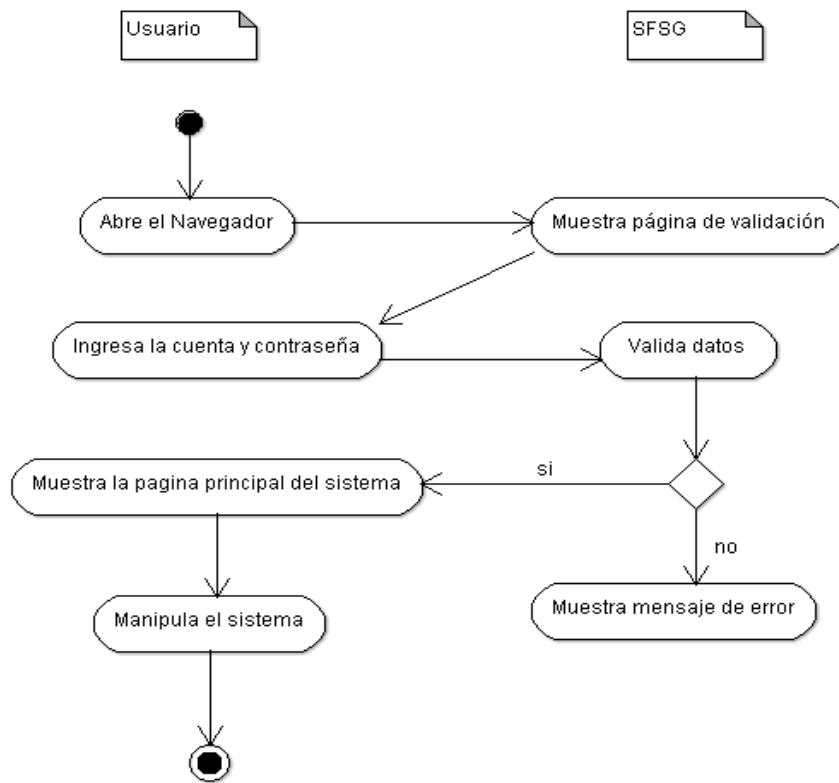 Usuario
SFSG
Abre el Navegador
Muestra página de validación
Ingresa la cuenta y contraseña
Valida datos
si
Muestra la pagina principal del sistema
no
Manipula el sistema
Muestra mensaje de error